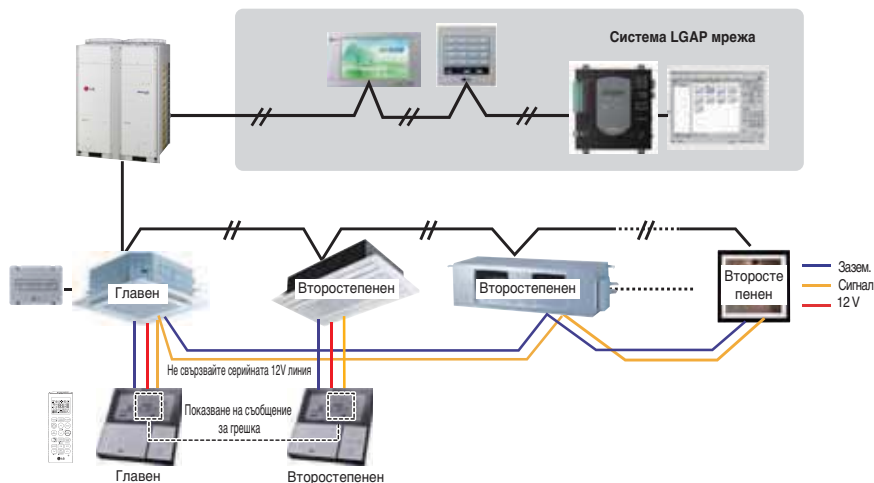 Система LGAP мрежа
Главен
Второстепенен
Второстепенен
Второсте
пенен
Зазем.
Сигнал
12 V
Не свързвайте серийната 12V линия
Показване на съобщение
за грешка
Главен
Второстепенен